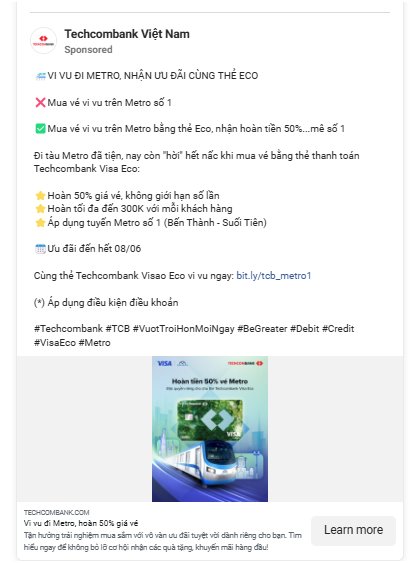 Techcombank Việt Nam
Sponsored
🚄VI VU ĐI METRO, NHẬN ƯU ĐÃI CÙNG THẺ ECO
❌Mua vé vi vu trên Metro số 1
✅Mua vé vi vu trên Metro bằng thẻ Eco, nhận hoàn tiền 50%...mê số 1
Đi tàu Metro đã tiện, nay còn "hời" hết nấc khi mua vé bằng thẻ thanh toán
Techcombank Visa Eco:
⭐Hoàn 50% giá vé, không giới hạn số lần
⭐Hoàn tối đa đến 300K với mỗi khách hàng
⭐Áp dụng tuyến Metro số 1 (Bến Thành - Suối Tiên)
🗓️Ưu đãi đến hết 08/06
Cùng thẻ Techcombank Visao Eco vi vu ngay: bit.ly/tcb_metro1
(*) Áp dụng điều kiện điều khoản
#Techcombank #TCB #VuotTroiHonMoiNgay #BeGreater #Debit #Credit
#VisaEco #Metro
VISA
TECHCOMBANK
Hoàn tiền 50% vé Metro
VISA
TECHCOMBANK.COM
Vi vu đi Metro, hoàn 50% giá vé
Tận hưởng trải nghiệm mua sắm với vô vàn ưu đãi tuyệt vời dành riêng cho bạn. Tìm
hiểu ngay để không bỏ lỡ cơ hội nhận các quà tặng, khuyến mãi hàng đầu!
Learn more